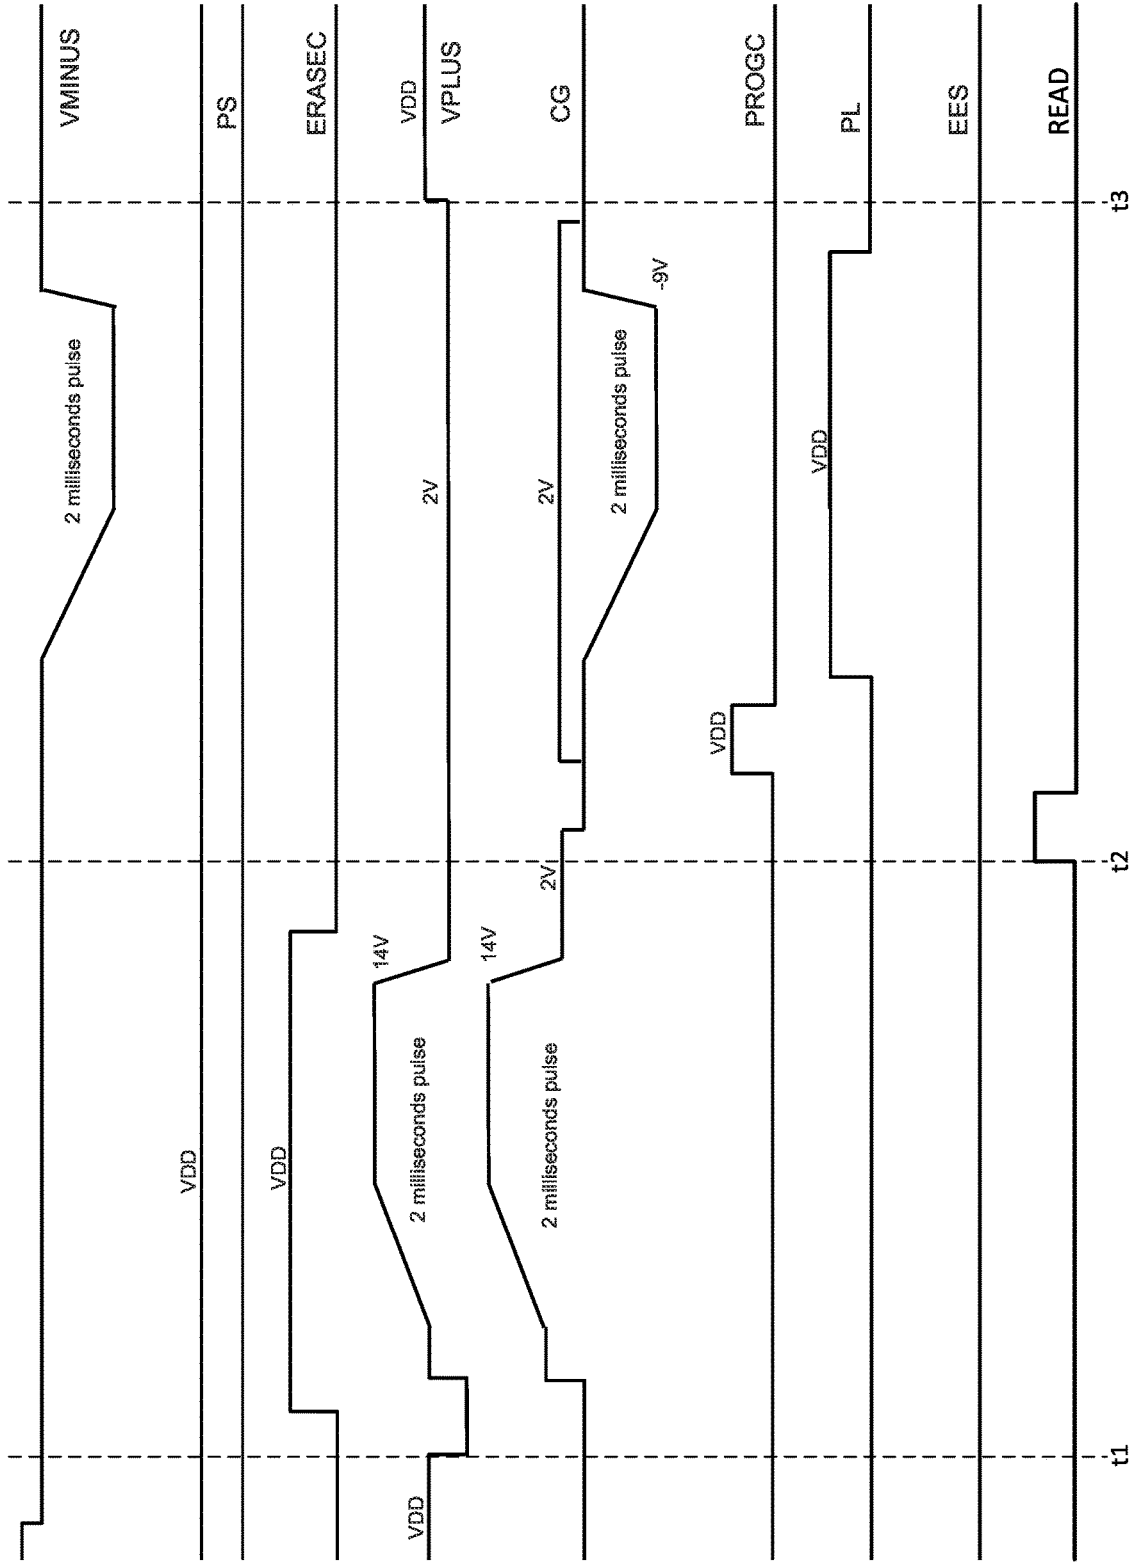 VMINUS
2 milliseconds pulse
PS
VDD
ERASEC
VDD
VDD
VPLUS
2V
14V
2 milliseconds pulse
VDD
CG
2V
-9V
2 milliseconds pulse
2V
14V
2 milliseconds pulse
PROGC
VDD
PL
VDD
EES
READ
t1
t2
t3